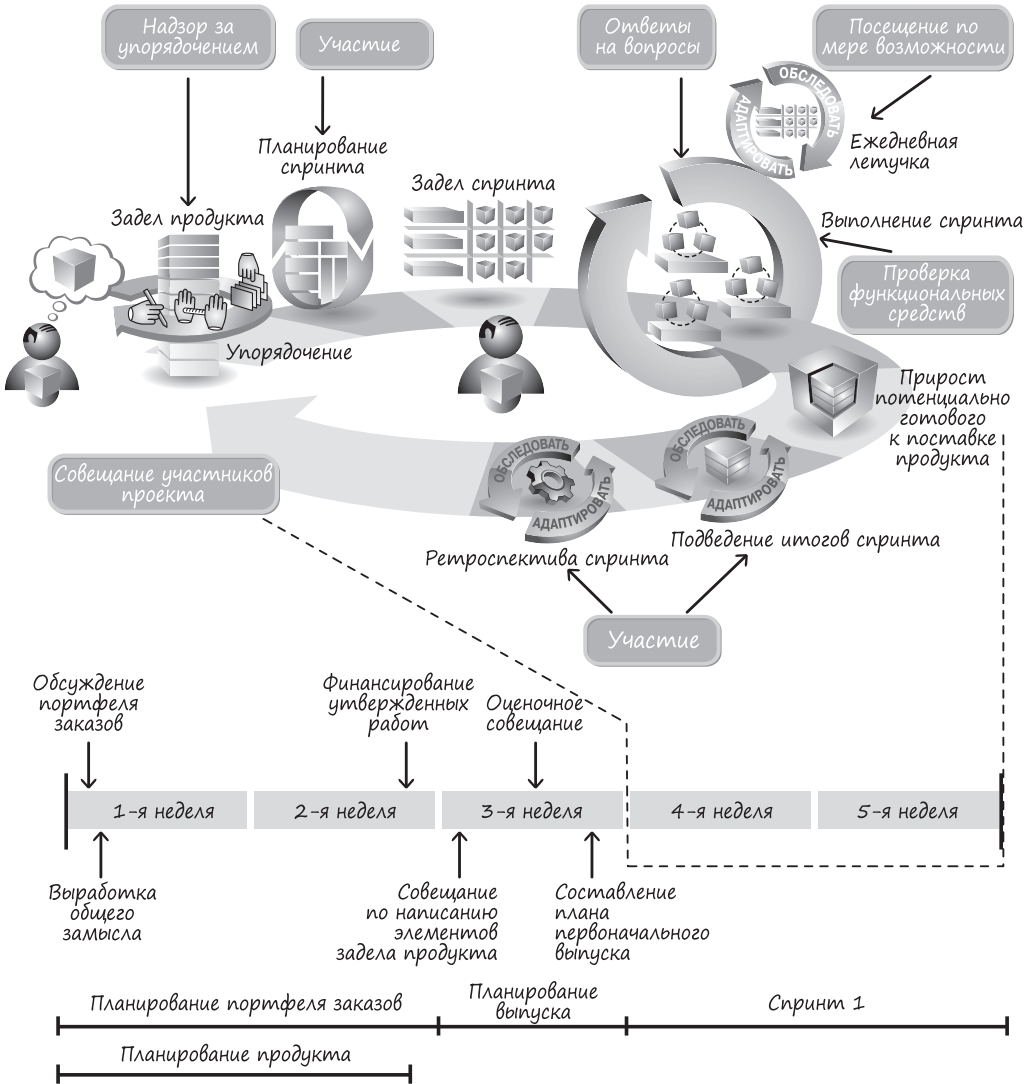 Надзор за
упорядочением
Участие
Ответы
на вопросы
Посещение по
мере возможности
ОБСЛЕДОВАТЬ
АДАПТИРОВАТЬ
Ежедневная
летучка
Планирование
спринта
Задел спринта
Задел продукта
Выполнение спринта
Проверка
функциональных
средств
Упорядочение
Прирост
потенциально
готового
к поставке
продукта
Совещание участников
проекта
ОБСЛЕДОВАТЬ
АДАПТИРОВАТЬ
ОБСЛЕДОВАТЬ
АДАПТИРОВАТЬ
Ретроспектива спринта
Подведение итогов спринта
Участие
Обсуждение
портфеля
заказов
Финансирование
утвержденных
работ
Оценочное
совещание
1-я неделя
2-я неделя
3-я неделя
4-я неделя
5-я неделя
Выработка
общего
замысла
Совещание
по написанию
элементов
задела продукта
Составление
плана
первоначального
выпуска
Планирование портфеля заказов
Планирование
выпуска
Спринт 1
Планирование продукта